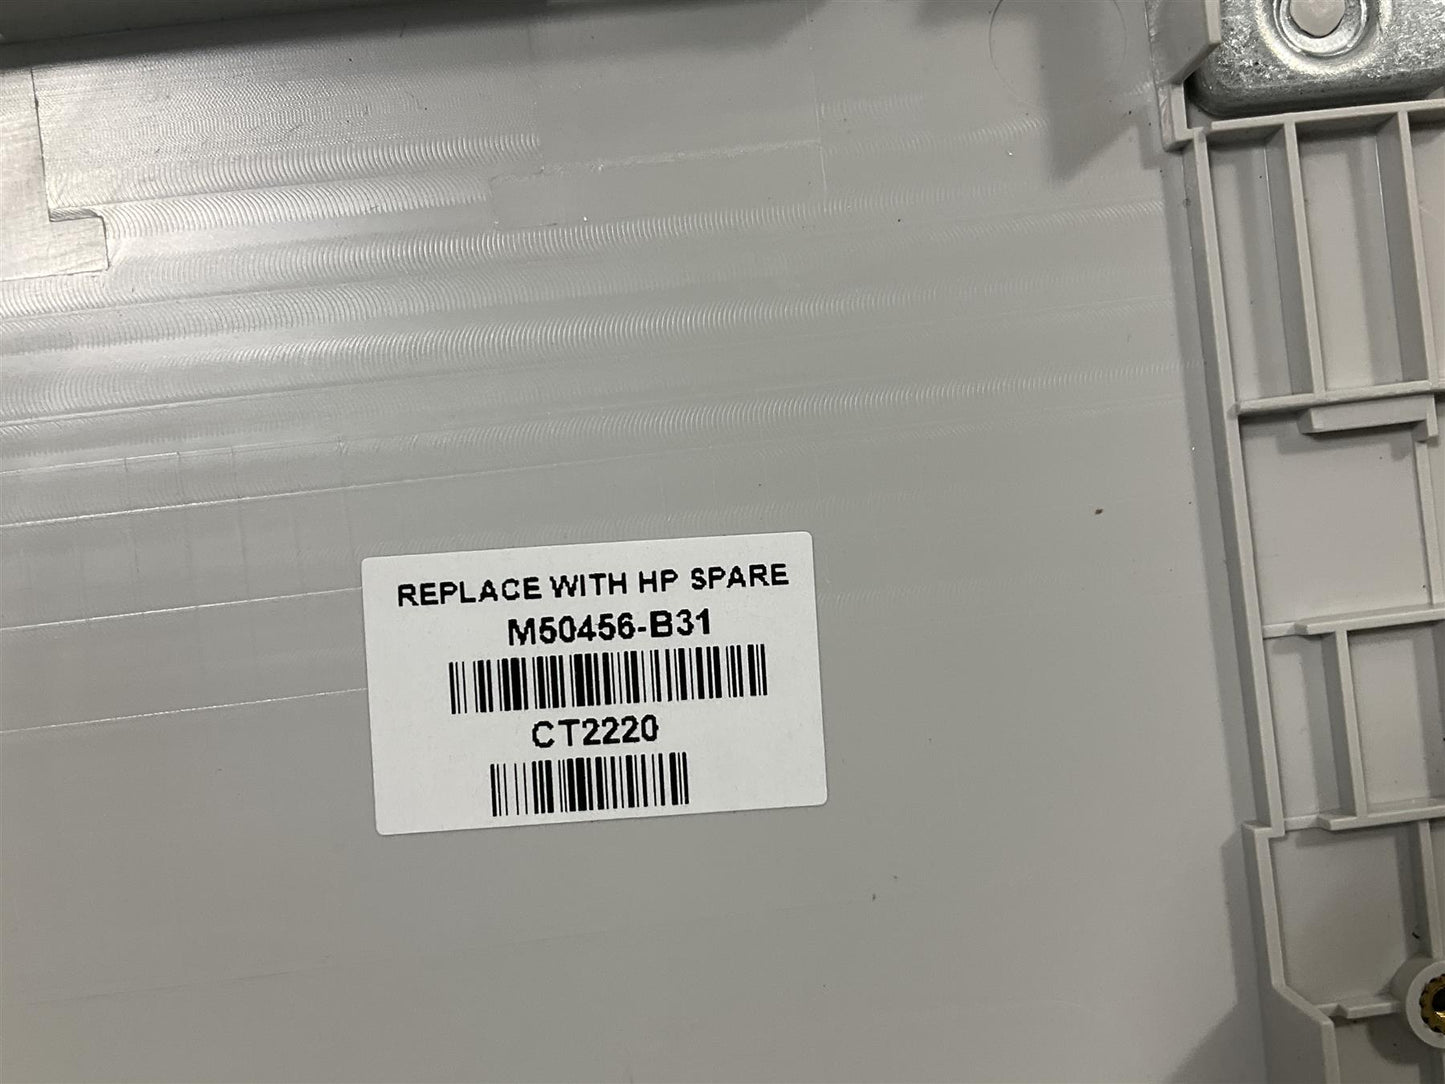 REPLACE WITH HP SPARE
M50456-B31
CT2220